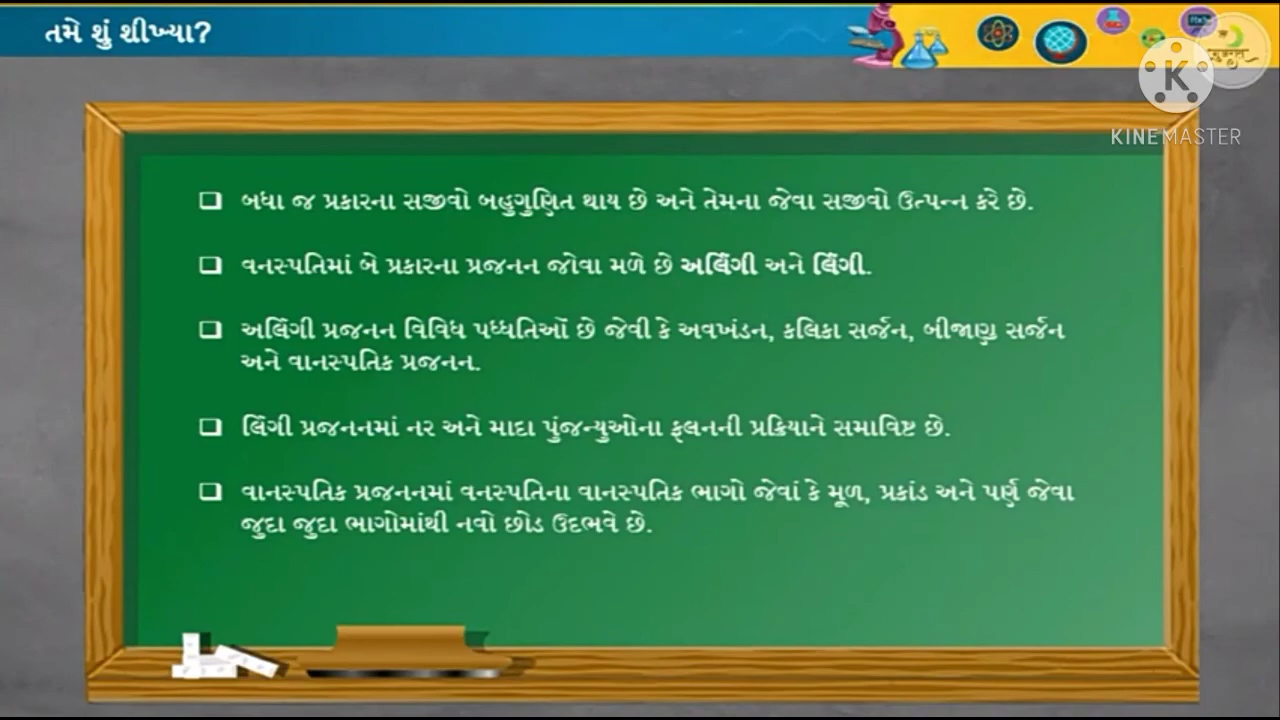 તમે શું શીખ્યા?
ગુજરાત
KINEMASTER
❑ બધા જ પ્રકારના સજીવો બહુગુણિત થાય છે અને તેમના જેવા સજીવો ઉત્પન્ન કરે છે.
❑ વનસ્પતિમાં બે પ્રકારના પ્રજનન જોવા મળે છે અલિંગી અને લિંગી.
❑ અલિંગી પ્રજનન વિવિધ પધ્ધતિઓ છે જેવી કે અવખંડન, કલિકા સર્જન, બીજાણુ સર્જન
અને વાનસ્પતિક પ્રજનન.
❑ લિંગી પ્રજનનમાં નર અને માદા પુંજન્યુઓના ફલનની પ્રક્રિયાને સમાવિષ્ટ છે.
❑ વાનસ્પતિક પ્રજનનમાં વનસ્પતિના વાનસ્પતિક ભાગો જેવાં કે મૂળ, પ્રકાંડ અને પર્ણ જેવા
જુદા જુદા ભાગોમાંથી નવો છોડ ઉદભવે છે.